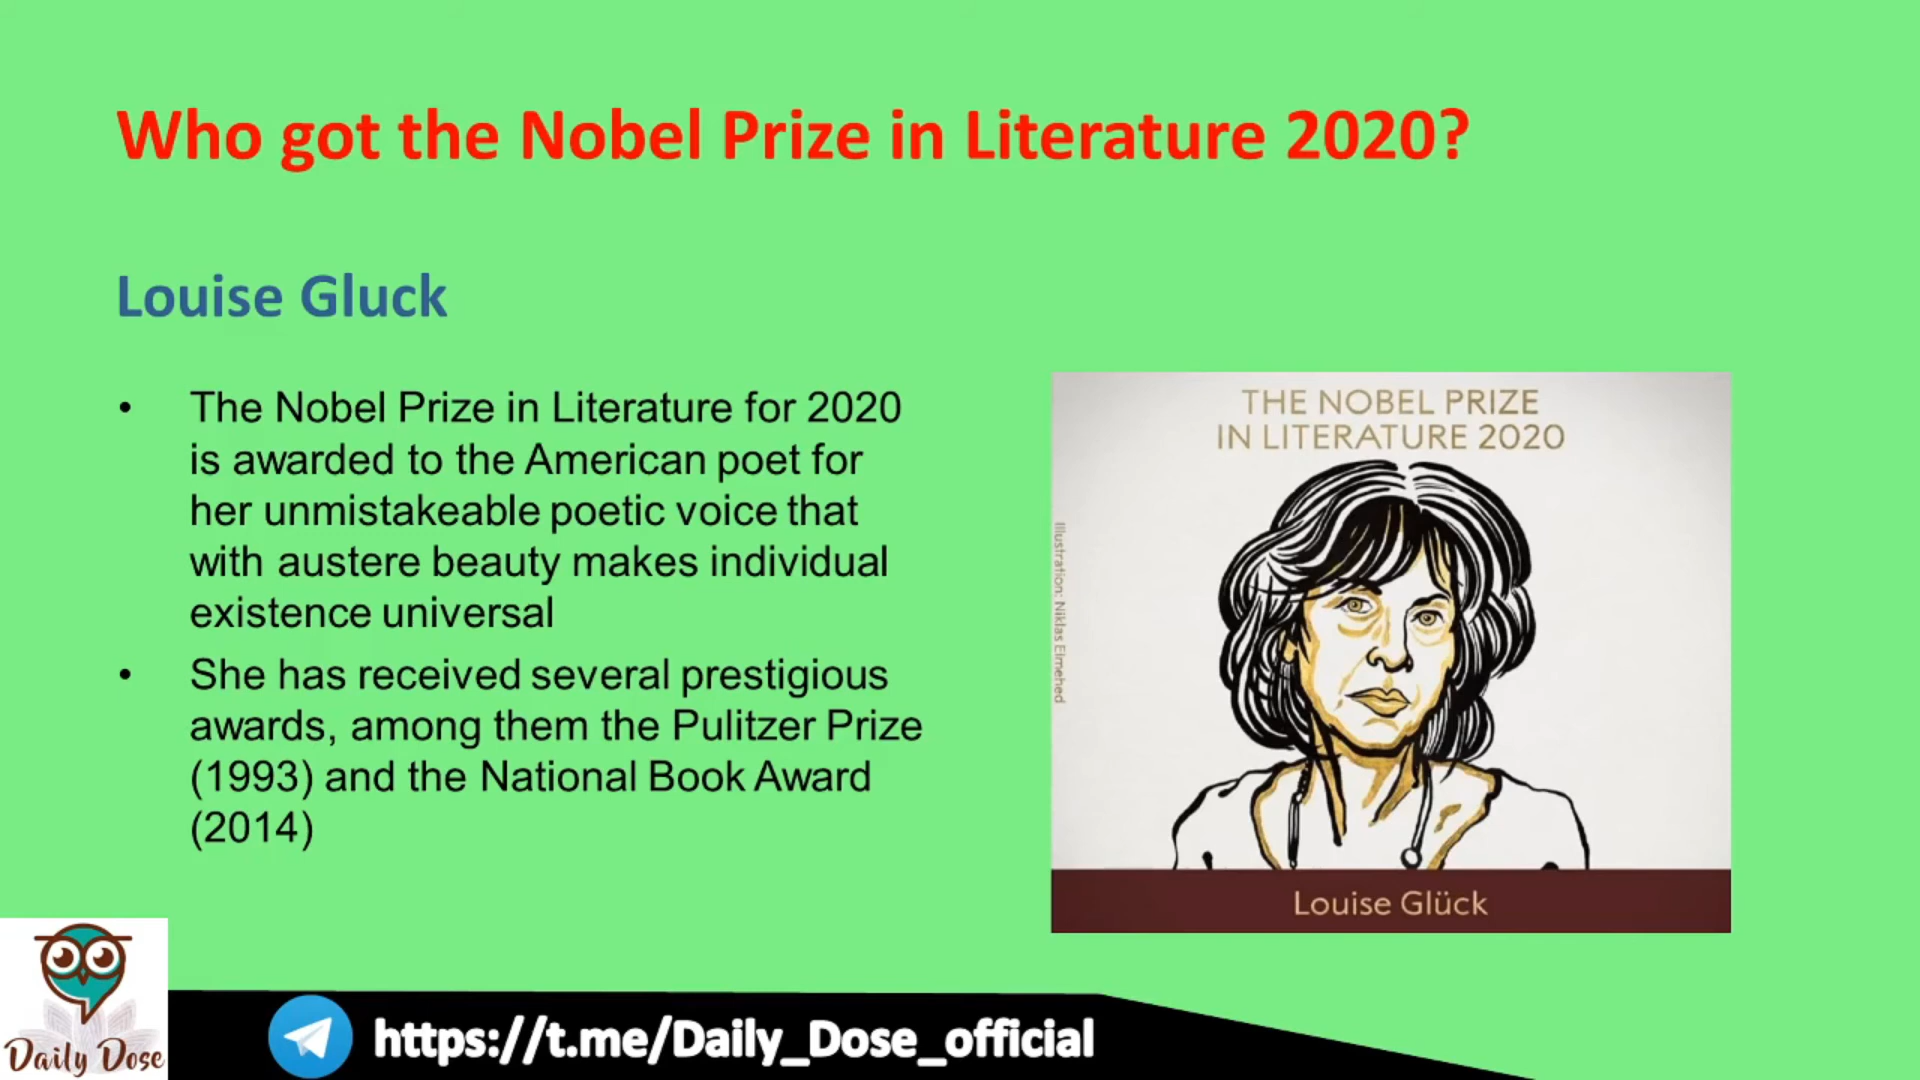 Who got the Nobel Prize in Literature 2020?
Louise Gluck
• The Nobel Prize in Literature for 2020
is awarded to the American poet for
her unmistakeable poetic voice that
with austere beauty makes individual
existence universal
• She has received several prestigious
awards, among them the Pulitzer Prize
(1993) and the National Book Award
(2014)
THE NOBEL PRIZE
IN LITERATURE 2020
Illustration: Niklas Elmehed
Louise Glück
Daily Dose
https://t.me/Daily_Dose_official